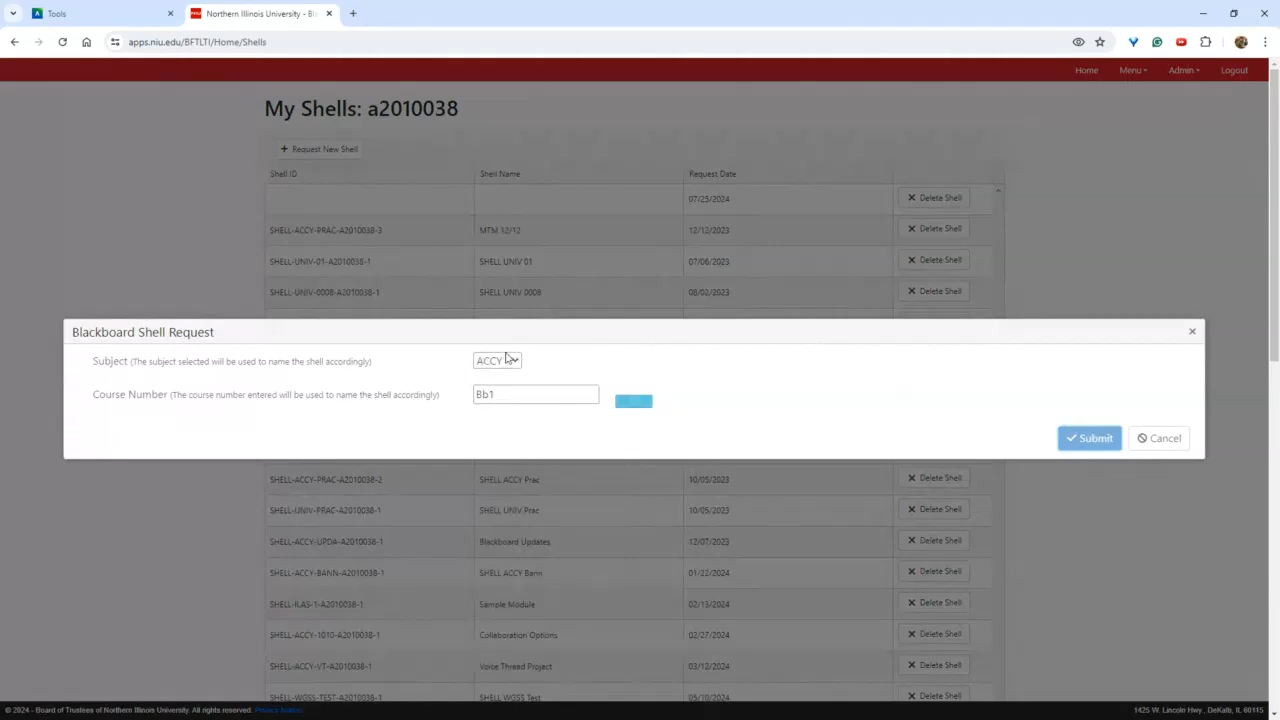 Tools
Northern Illinois University - Bl
apps.niu.edu/BFTLTI/Home/Shells
Home Menu Admin Logout
My Shells: a2010038
+ Request New Shell
Shell ID Shell Name Request Date
07/25/2024 Delete Shell
SHELL-ACCY-PRAC-A2010038-3 MTM 12/12 12/12/2023 Delete Shell
SHELL-UNIV-01-A2010038-1 SHELL UNIV 01 07/06/2023 Delete Shell
SHELL-UNIV-0008-A2010038-1 SHELL UNIV 0008 08/02/2023 Delete Shell
Blackboard Shell Request
Subject (The subject selected will be used to name the shell accordingly) ACCY
Course Number (The course number entered will be used to name the shell accordingly) Bb1
Submit Cancel
SHELL-ACCY-PRAC-A2010038-2 SHELL ACCY Prac 10/05/2023 Delete Shell
SHELL-UNIV-PRAC-A2010038-1 SHELL UNIV Prac 10/05/2023 Delete Shell
SHELL-ACCY-UPDA-A2010038-1 Blackboard Updates 12/07/2023 Delete Shell
SHELL-ACCY-BANN-A2010038-1 SHELL ACCY Bann 01/22/2024 Delete Shell
SHELL-ILAS-1-A2010038-1 Sample Module 02/13/2024 Delete Shell
SHELL-ACCY-1010-A2010038-1 Collaboration Options 02/27/2024 Delete Shell
SHELL-ACCY-VT-A2010038-1 Voice Thread Project 03/12/2024 Delete Shell
SHELL-WGSS-TEST-A2010038-1 SHELL WGSS Test 05/10/2024 Delete Shell
© 2024 - Board of Trustees of Northern Illinois University. All rights reserved. Privacy Notice 1425 W. Lincoln Hwy., DeKalb, IL 60115